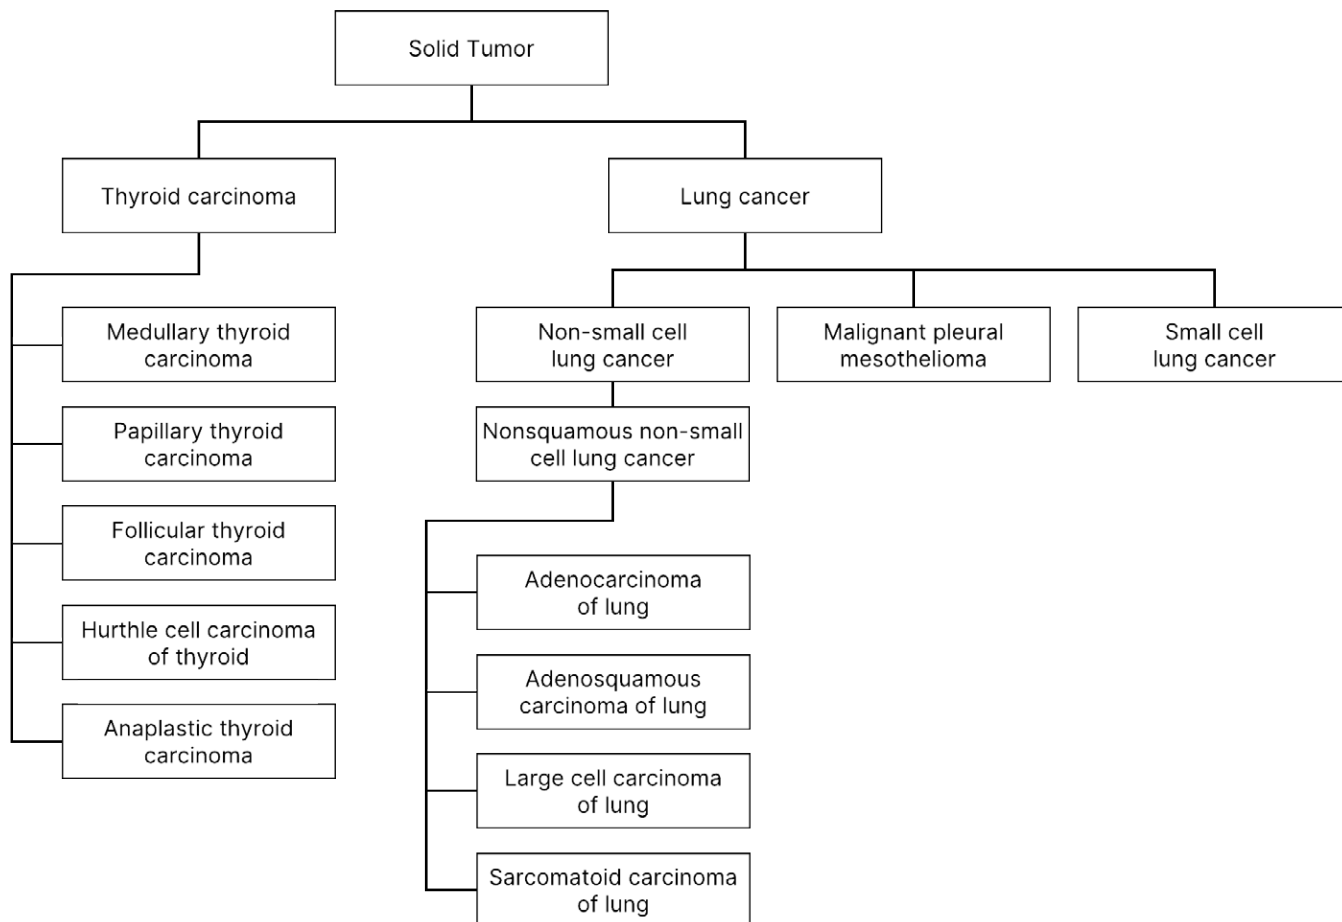 Solid Tumor
Thyroid carcinoma
Lung cancer
Medullary thyroid
carcinoma
Papillary thyroid
carcinoma
Follicular thyroid
carcinoma
Hurthle cell carcinoma
of thyroid
Anaplastic thyroid
carcinoma
Non-small cell
lung cancer
Malignant pleural
mesothelioma
Small cell
lung cancer
Nonsquamous non-small
cell lung cancer
Adenocarcinoma
of lung
Adenosquamous
carcinoma of lung
Large cell carcinoma
of lung
Sarcomatoid carcinoma
of lung